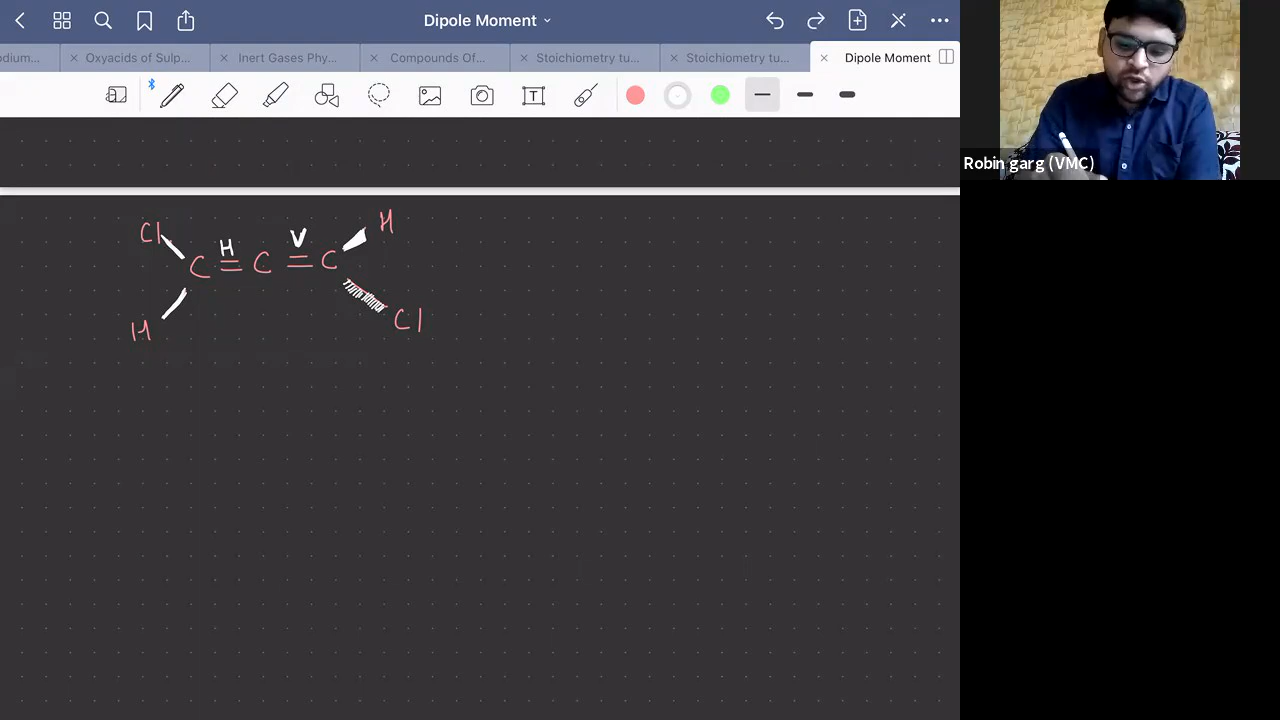 Dipole Moment
odium...
Oxyacids of Sulp...
Inert Gases Phy...
Compounds Of...
Stoichiometry tu...
Stoichiometry tu...
Dipole Moment
T
Robin garg (VMC)
Cl H
H V
C = C = C
H Cl